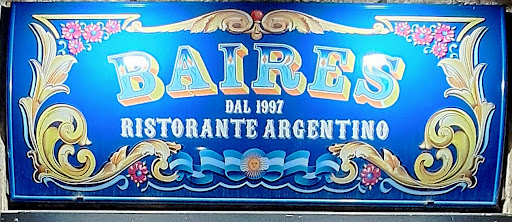 BAIRES
DAL 1997
RISTORANTE ARGENTINO